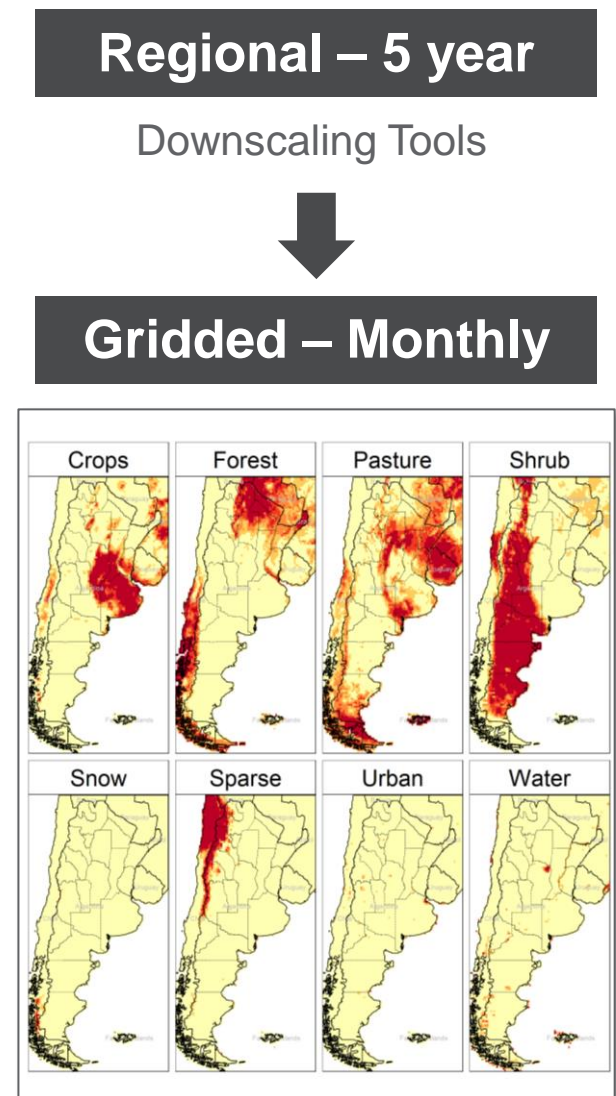 Regional – 5 year
Downscaling Tools
Gridded – Monthly
Crops Forest Pasture Shrub
Snow Sparse Urban Water